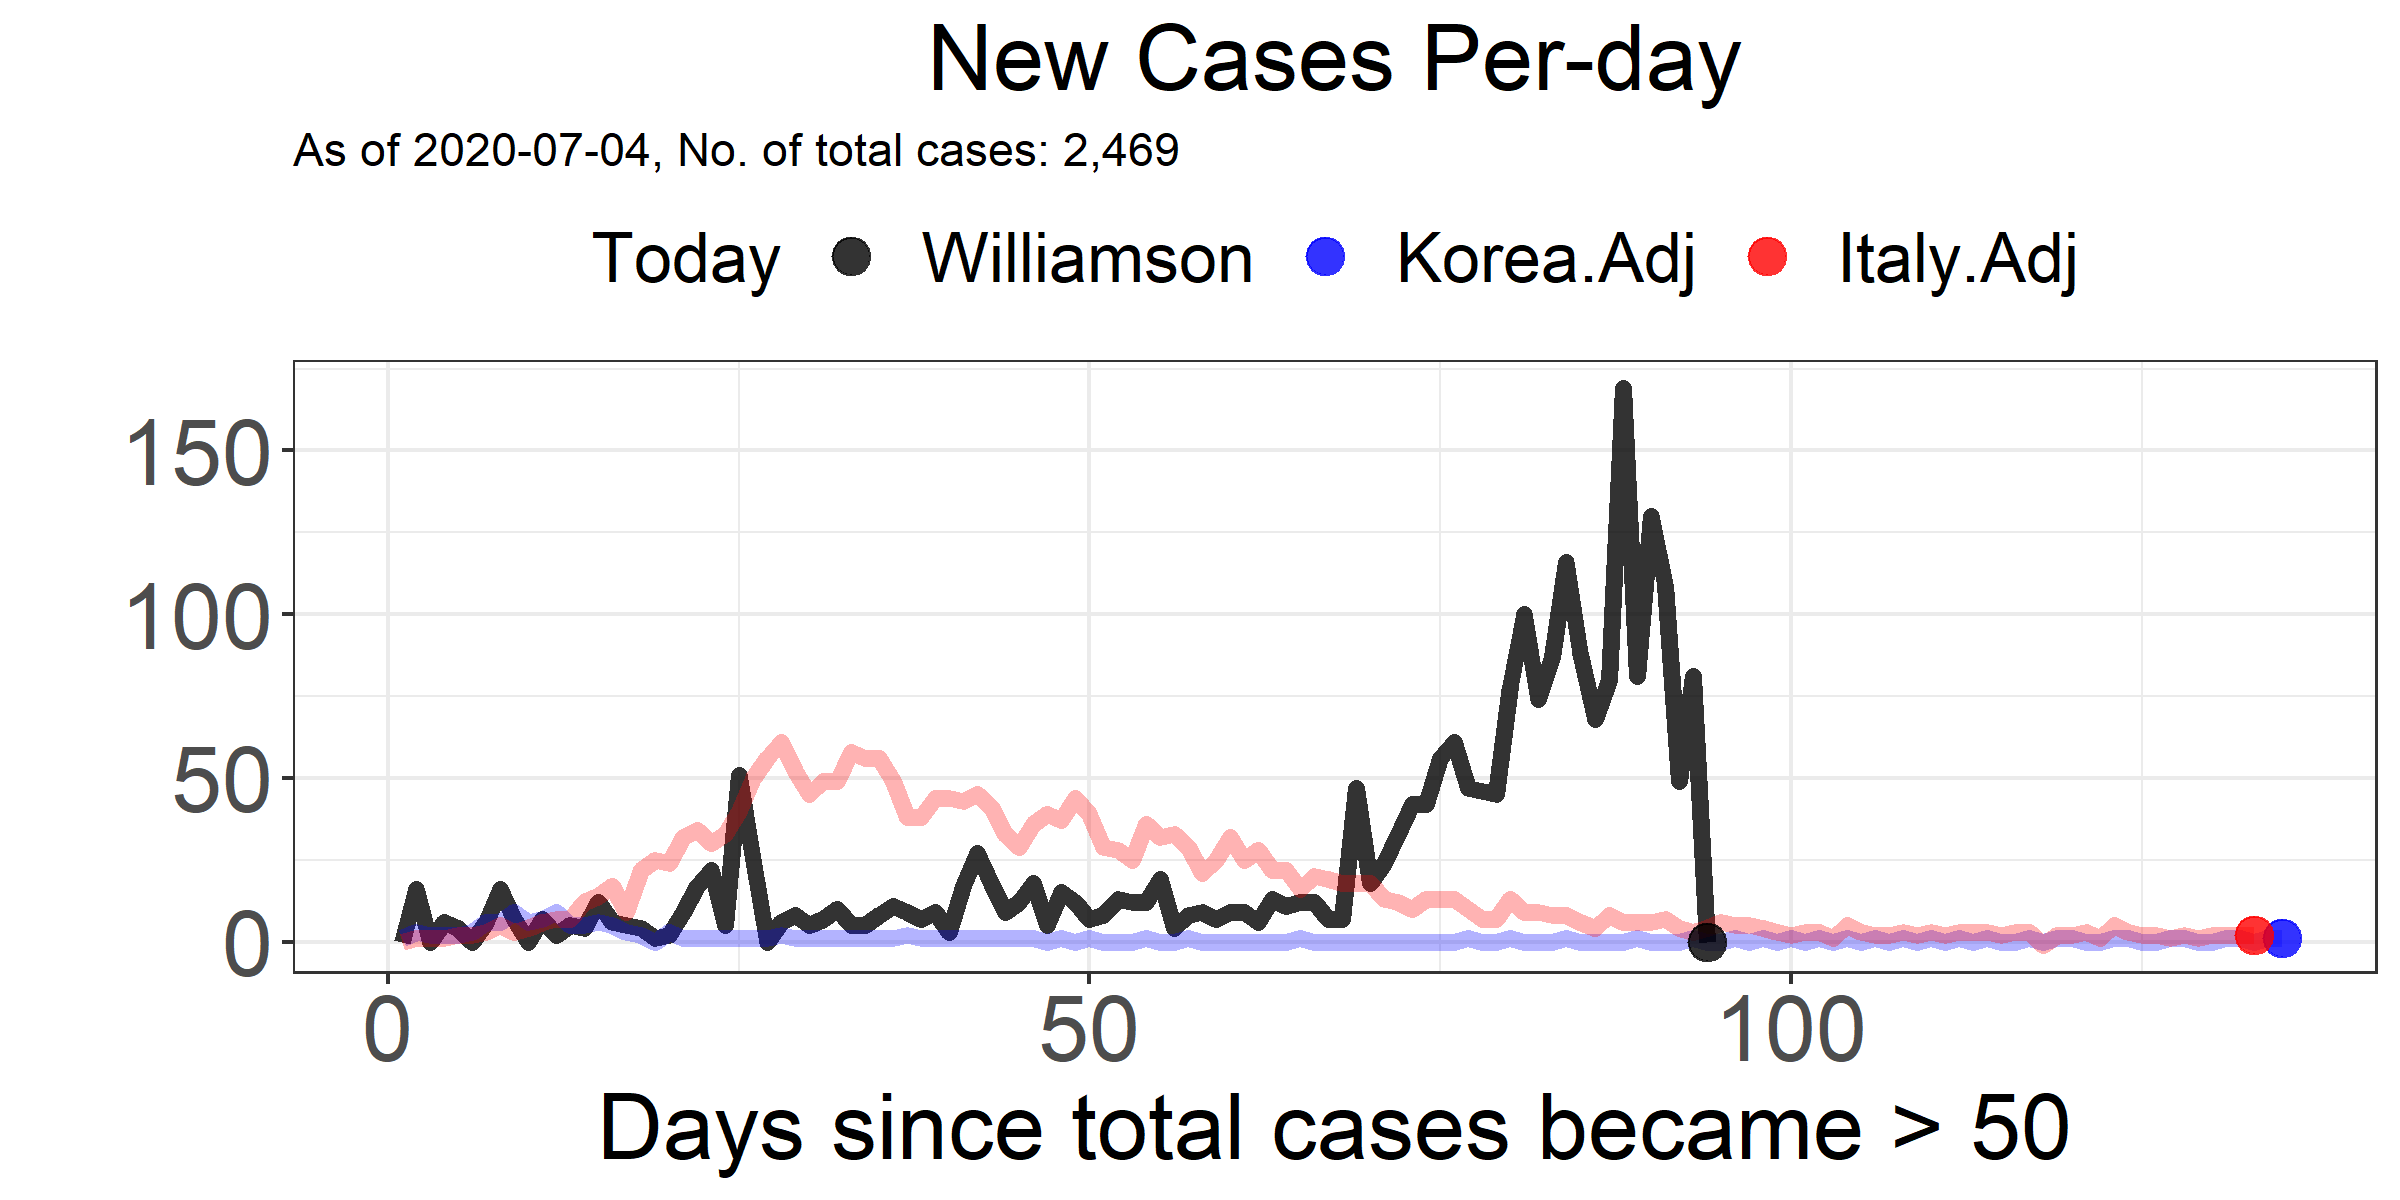 New Cases Per-day
As of 2020-07-04, No. of total cases: 2,469
Today Williamson Korea.Adj Italy.Adj
150
100
50
0
0 50 100
Days since total cases became > 50